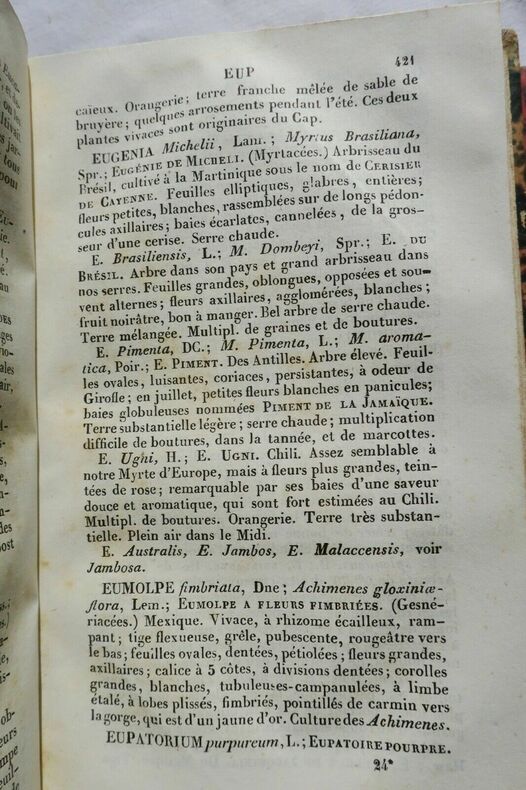 EUP 421
caïeux. Orangerie; terre franche mêlée de sable de
bruyère; quelques arrosements pendant l'été. Ces deux
plantes vivaces sont originaires du Cap.
EUGENIA Michelii, Lam.; Myrtus Brasiliana,
Spr.; EUGÉNIE DE MICHELI. (Myrtacées.) Arbrisseau du
Brésil, cultivé à la Martinique sous le nom de CERISIER
DE CAYENNE. Feuilles elliptiques, glabres, entières;
fleurs petites, blanches, rassemblées sur de longs pédon-
cules axillaires; baies écarlates, cannelées, de la gros-
seur d'une cerise. Serre chaude.
E. Brasiliensis, L.; M. Dombeyi, Spr.; E. DU
BRÉSIL. Arbre dans son pays et grand arbrisseau dans
nos serres. Feuilles grandes, oblongues, opposées et sou-
vent alternes; fleurs axillaires, agglomérées, blanches;
fruit noirâtre, bon à manger. Bel arbre de serre chaude.
Terre mélangée. Multipl. de graines et de boutures.
E. Pimenta, DC.; M. Pimenta, L.; M. aroma-
tica, Poir.; E. PIMENT. Des Antilles. Arbre élevé. Feuil-
les ovales, luisantes, coriaces, persistantes, à odeur de
Girofle; en juillet, petites fleurs blanches en panicules;
baies globuleuses nommées PIMENT DE LA JAMAÏQUE.
Terre substantielle légère; serre chaude; multiplication
difficile de boutures, dans la tannée, et de marcottes.
E. Ugni, H.; E. UGNI. Chili. Assez semblable à
notre Myrte d'Europe, mais à fleurs plus grandes, tein-
tées de rose; remarquable par ses baies d'une saveur
douce et aromatique, qui sont fort estimées au Chili.
Multipl. de boutures. Orangerie. Terre très substan-
tielle. Plein air dans le Midi.
E. Australis, E. Jambos, E. Malaccensis, voir
Jambosa.
EUMOLPE fimbriata, Dne; Achimenes gloxiniæ-
flora, Lem.; EUMOLPE A FLEURS FIMBRIÉES. (Gesné-
riacées.) Mexique. Vivace, à rhizome écailleux, ram-
pant; tige flexueuse, grêle, pubescente, rougeâtre vers
le bas; feuilles ovales, dentées, pétiolées; fleurs grandes,
axillaires; calice à 5 côtes, à divisions dentées; corolles
grandes, blanches, tubuleuses-campanulées, à limbe
étalé, à lobes plissés, fimbriés, pointillés de carmin vers
la gorge, qui est d'un jaune d'or. Culture des Achimenes.
EUPATORIUM purpureum, L.; EUPATOIRE POURPRE.
24*